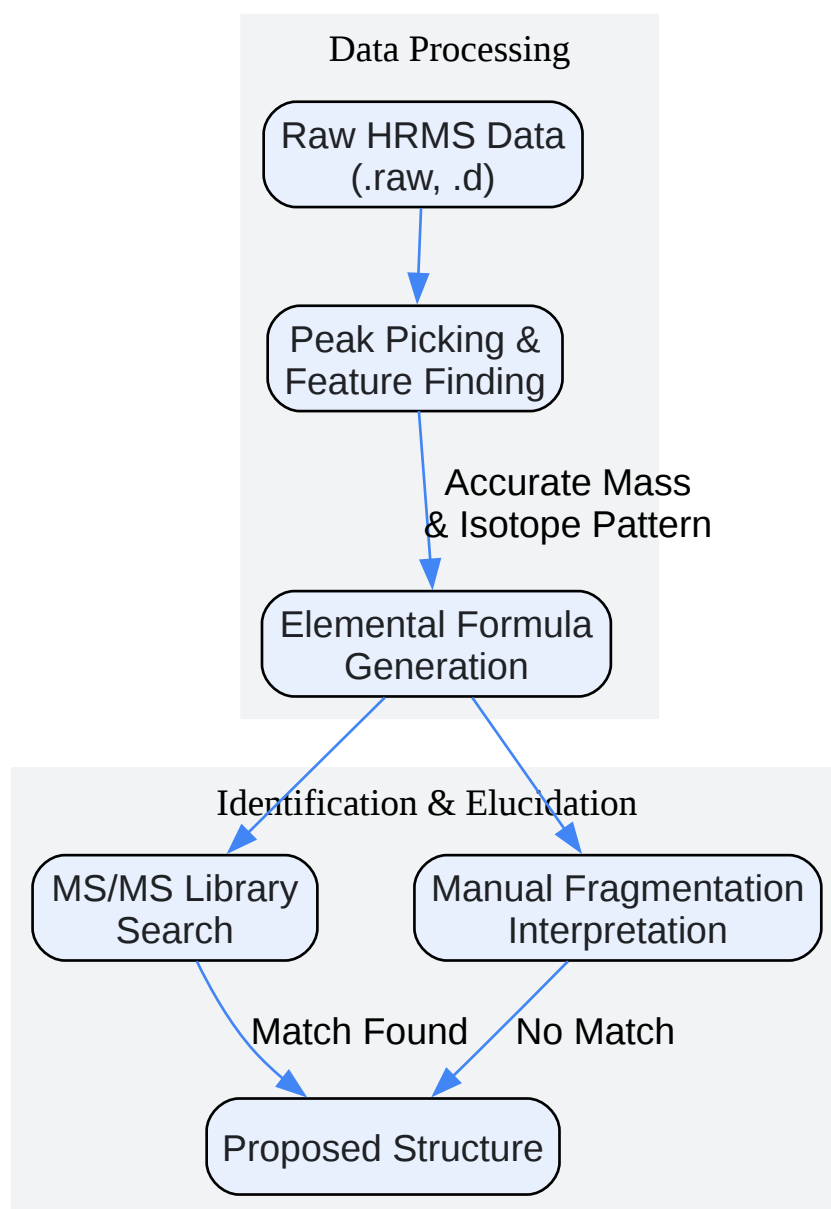 Data Processing
Raw HRMS Data
(.raw, .d)
Peak Picking &
Feature Finding
Accurate Mass
& Isotope Pattern
Elemental Formula
Generation
Identification & Elucidation
MS/MS Library
Search
Manual Fragmentation
Interpretation
Match Found
No Match
Proposed Structure